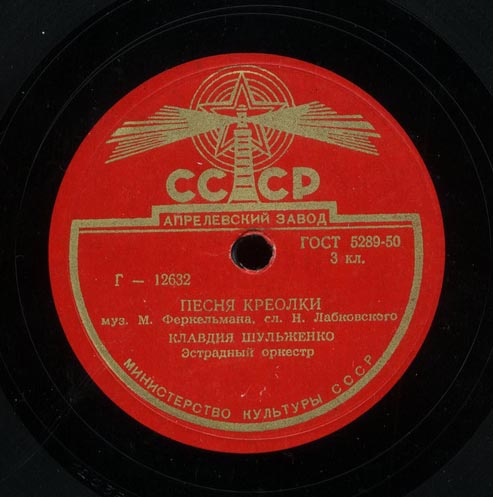 СССР
АПРЕЛЕВСКИЙ ЗАВОД
ГОСТ 5289-50
3 кл.
Г — 12632
ПЕСНЯ КРЕОЛКИ
муз. М. Феркельмана, сл. Н. Лабковского
КЛАВДИЯ ШУЛЬЖЕНКО
Эстрадный оркестр
МИНИСТЕРСТВО КУЛЬТУРЫ СССР